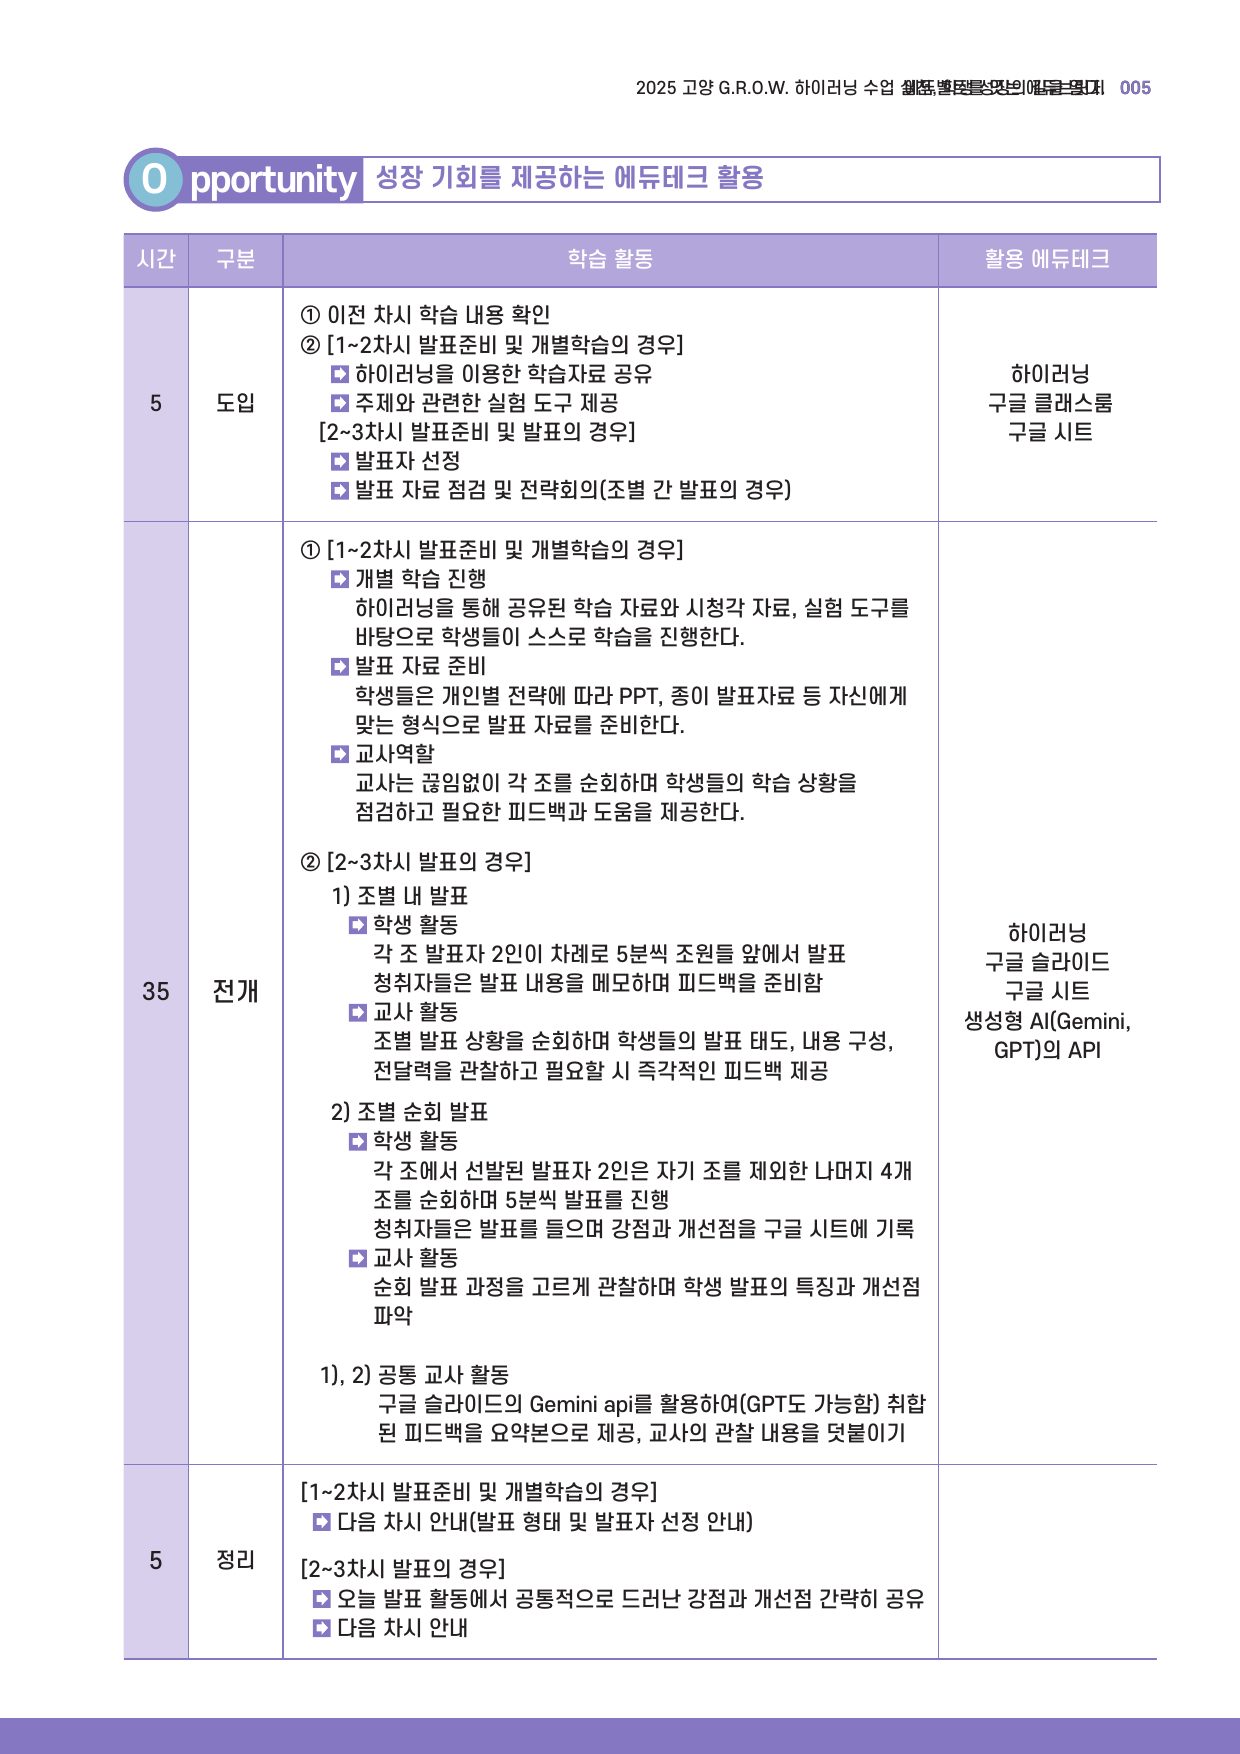 2025 고양 G.R.O.W. 하이러닝 수업 005
Opportunity 성장 기회를 제공하는 에듀테크 활용
시간 구분 학습 활동 활용 에듀테크
5
도입
① 이전 차시 학습 내용 확인
② [1~2차시 발표준비 및 개별학습의 경우]
하이러닝을 이용한 학습자료 공유
주제와 관련한 실험 도구 제공
[2~3차시 발표준비 및 발표의 경우]
발표자 선정
발표 자료 점검 및 전략회의(조별 간 발표의 경우)
하이러닝
구글 클래스룸
구글 시트
35
전개
① [1~2차시 발표준비 및 개별학습의 경우]
개별 학습 진행
하이러닝을 통해 공유된 학습 자료와 시청각 자료, 실험 도구를
바탕으로 학생들이 스스로 학습을 진행한다.
발표 자료 준비
학생들은 개인별 전략에 따라 PPT, 종이 발표자료 등 자신에게
맞는 형식으로 발표 자료를 준비한다.
교사역할
교사는 끊임없이 각 조를 순회하며 학생들의 학습 상황을
점검하고 필요한 피드백과 도움을 제공한다.
② [2~3차시 발표의 경우]
1) 조별 내 발표
학생 활동
각 조 발표자 2인이 차례로 5분씩 조원들 앞에서 발표
청취자들은 발표 내용을 메모하며 피드백을 준비함
교사 활동
조별 발표 상황을 순회하며 학생들의 발표 태도, 내용 구성,
전달력을 관찰하고 필요할 시 즉각적인 피드백 제공
2) 조별 순회 발표
학생 활동
각 조에서 선발된 발표자 2인은 자기 조를 제외한 나머지 4개
조를 순회하며 5분씩 발표를 진행
청취자들은 발표를 들으며 강점과 개선점을 구글 시트에 기록
교사 활동
순회 발표 과정을 고르게 관찰하며 학생 발표의 특징과 개선점
파악
1), 2) 공통 교사 활동
구글 슬라이드의 Gemini api를 활용하여(GPT도 가능함) 취합
된 피드백을 요약본으로 제공, 교사의 관찰 내용을 덧붙이기
하이러닝
구글 슬라이드
구글 시트
생성형 AI(Gemini,
GPT)의 API
5
정리
[1~2차시 발표준비 및 개별학습의 경우]
다음 차시 안내(발표 형태 및 발표자 선정 안내)
[2~3차시 발표의 경우]
오늘 발표 활동에서 공통적으로 드러난 강점과 개선점 간략히 공유
다음 차시 안내